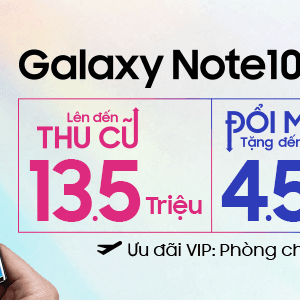 Galaxy Note10
Lên đến
THU CŨ
13.5 Triệu
ĐỔI M
Tặng đến
4.5
Ưu đãi VIP: Phòng ch